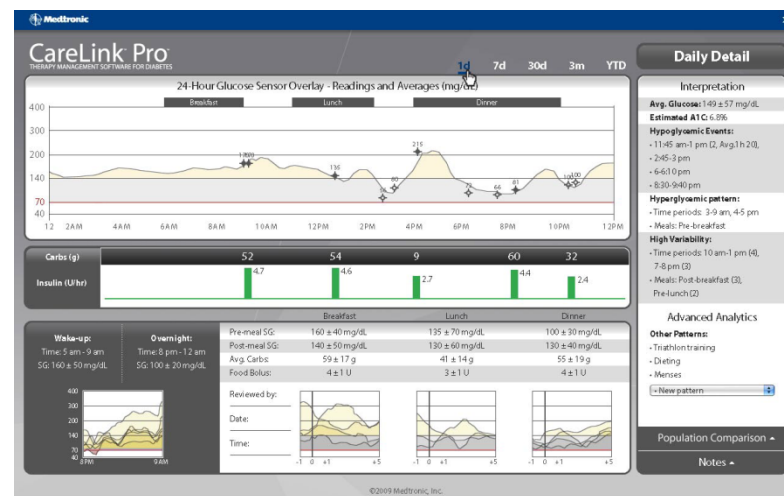 Medtronic
CareLink Pro
THERAPY MANAGEMENT SOFTWARE FOR DIABETES
1d 7d 30d 3m YTD
24-Hour Glucose Sensor Overlay - Readings and Averages (mg/dL)
Breakfast Lunch Dinner
400
300
200
140
70
40
215
136
60
72
66
81
100
12 2AM 4AM 6AM 8AM 10AM 12PM 2PM 4PM 6PM 8PM 10PM 12PM
Carbs (g) 52 54 9 60 32
Insulin (U/hr) 4.7 4.6 2.7 4.4 2.4
Wake-up:
Time: 5 am - 9 am
SG: 160 ± 50 mg/dL
Overnight:
Time: 8 pm - 12 am
SG: 100 ± 20 mg/dL
400
300
200
140
70
40
8 PM 9 AM
Breakfast Lunch Dinner
Pre-meal SG: 160 ± 40 mg/dL 135 ± 70 mg/dL 100 ± 30 mg/dL
Post-meal SG: 140 ± 50 mg/dL 130 ± 60 mg/dL 130 ± 40 mg/dL
Avg. Carbs: 59 ± 17 g 41 ± 14 g 55 ± 19 g
Food Bolus: 4 ± 1 U 3 ± 1 U 4 ± 1 U
Reviewed by:
Date:
Time:
-1 0 +1 +5 -1 0 +1 +5 -1 0 +1 +5
Daily Detail
Interpretation
Avg. Glucose: 149 ± 57 mg/dL
Estimated A1C: 6.8%
Hypoglycemic Events:
- 11:45 am-1 pm (2, Avg.1h 20),
- 2:45-3 pm
- 6-6:10 pm
- 8:30-9:40 pm
Hyperglycemic pattern:
- Time periods: 3-9 am, 4-5 pm
- Meals: Pre-breakfast
High Variability:
- Time periods: 10 am-1 pm (4),
7-8 pm (3)
- Meals: Post-breakfast (3),
Pre-lunch (2)
Advanced Analytics
Other Patterns:
- Triathlon training
- Dieting
- Menses
- New pattern
Population Comparison
Notes
©2009 Medtronic, Inc.